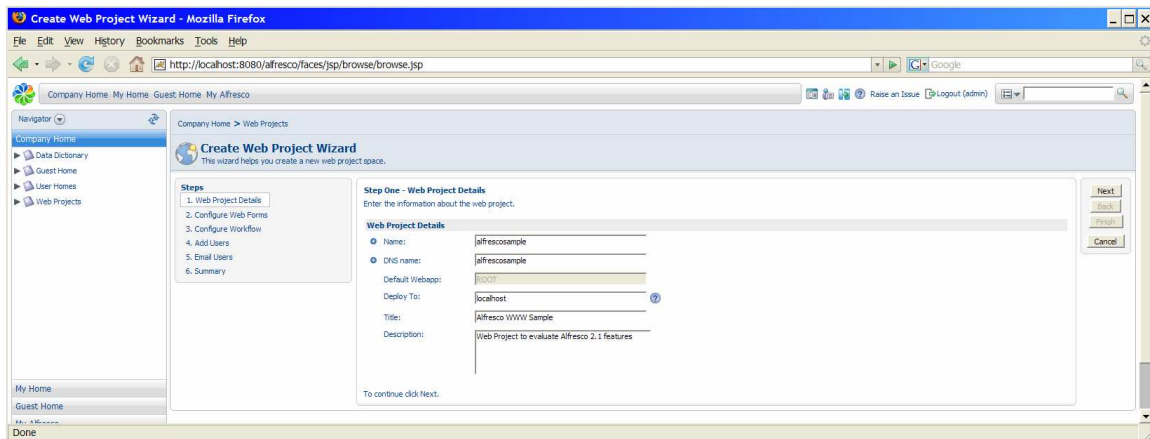 Create Web Project Wizard - Mozilla Firefox
File Edit View History Bookmarks Tools Help
http://localhost:8080/alfresco/faces/jsp/browse/browse.jsp
G Google
Company Home My Home Guest Home My Alfresco
Raise an Issue Logout (admin)
Navigator
Company Home
Data Dictionary
Guest Home
User Homes
Web Projects
My Home
Guest Home
My Alfresco
Company Home > Web Projects
Create Web Project Wizard
This wizard helps you create a new web project space.
Steps
1. Web Project Details
2. Configure Web Forms
3. Configure Workflow
4. Add Users
5. Email Users
6. Summary
Step One - Web Project Details
Enter the information about the web project.
Web Project Details
Name: alfrescosample
DNS name: alfrescosample
Default Webapp: ROOT
Deploy To: localhost
Title: Alfresco WWW Sample
Description: Web Project to evaluate Alfresco 2.1 features
To continue click Next.
Next
Back
Finish
Cancel
Done